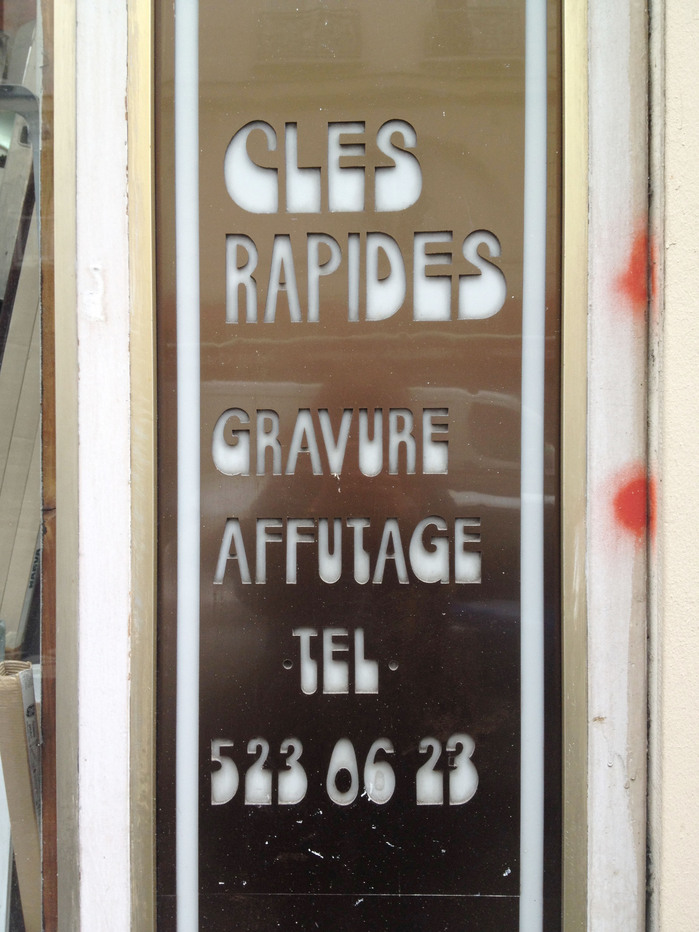 CLES
RAPIDES
GRAVURE
AFFUTAGE
·TEL·
523 06 23